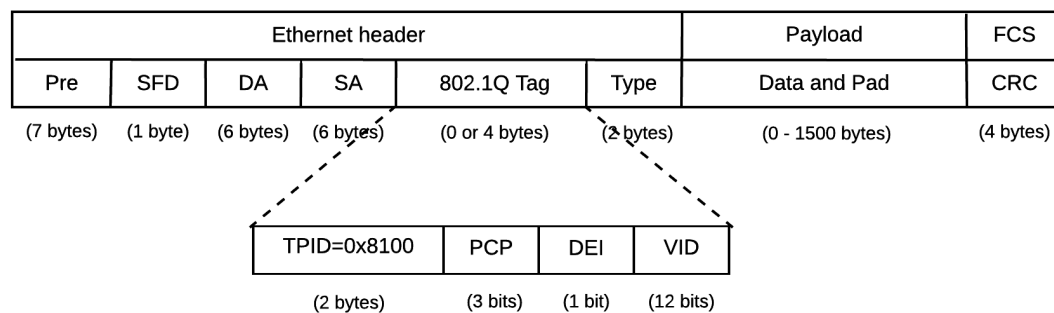 Ethernet header Payload FCS
Pre SFD DA SA 802.1Q Tag Type Data and Pad CRC
(7 bytes) (1 byte) (6 bytes) (6 bytes) (0 or 4 bytes) (2 bytes) (0 - 1500 bytes) (4 bytes)
TPID=0x8100 PCP DEI VID
(2 bytes) (3 bits) (1 bit) (12 bits)